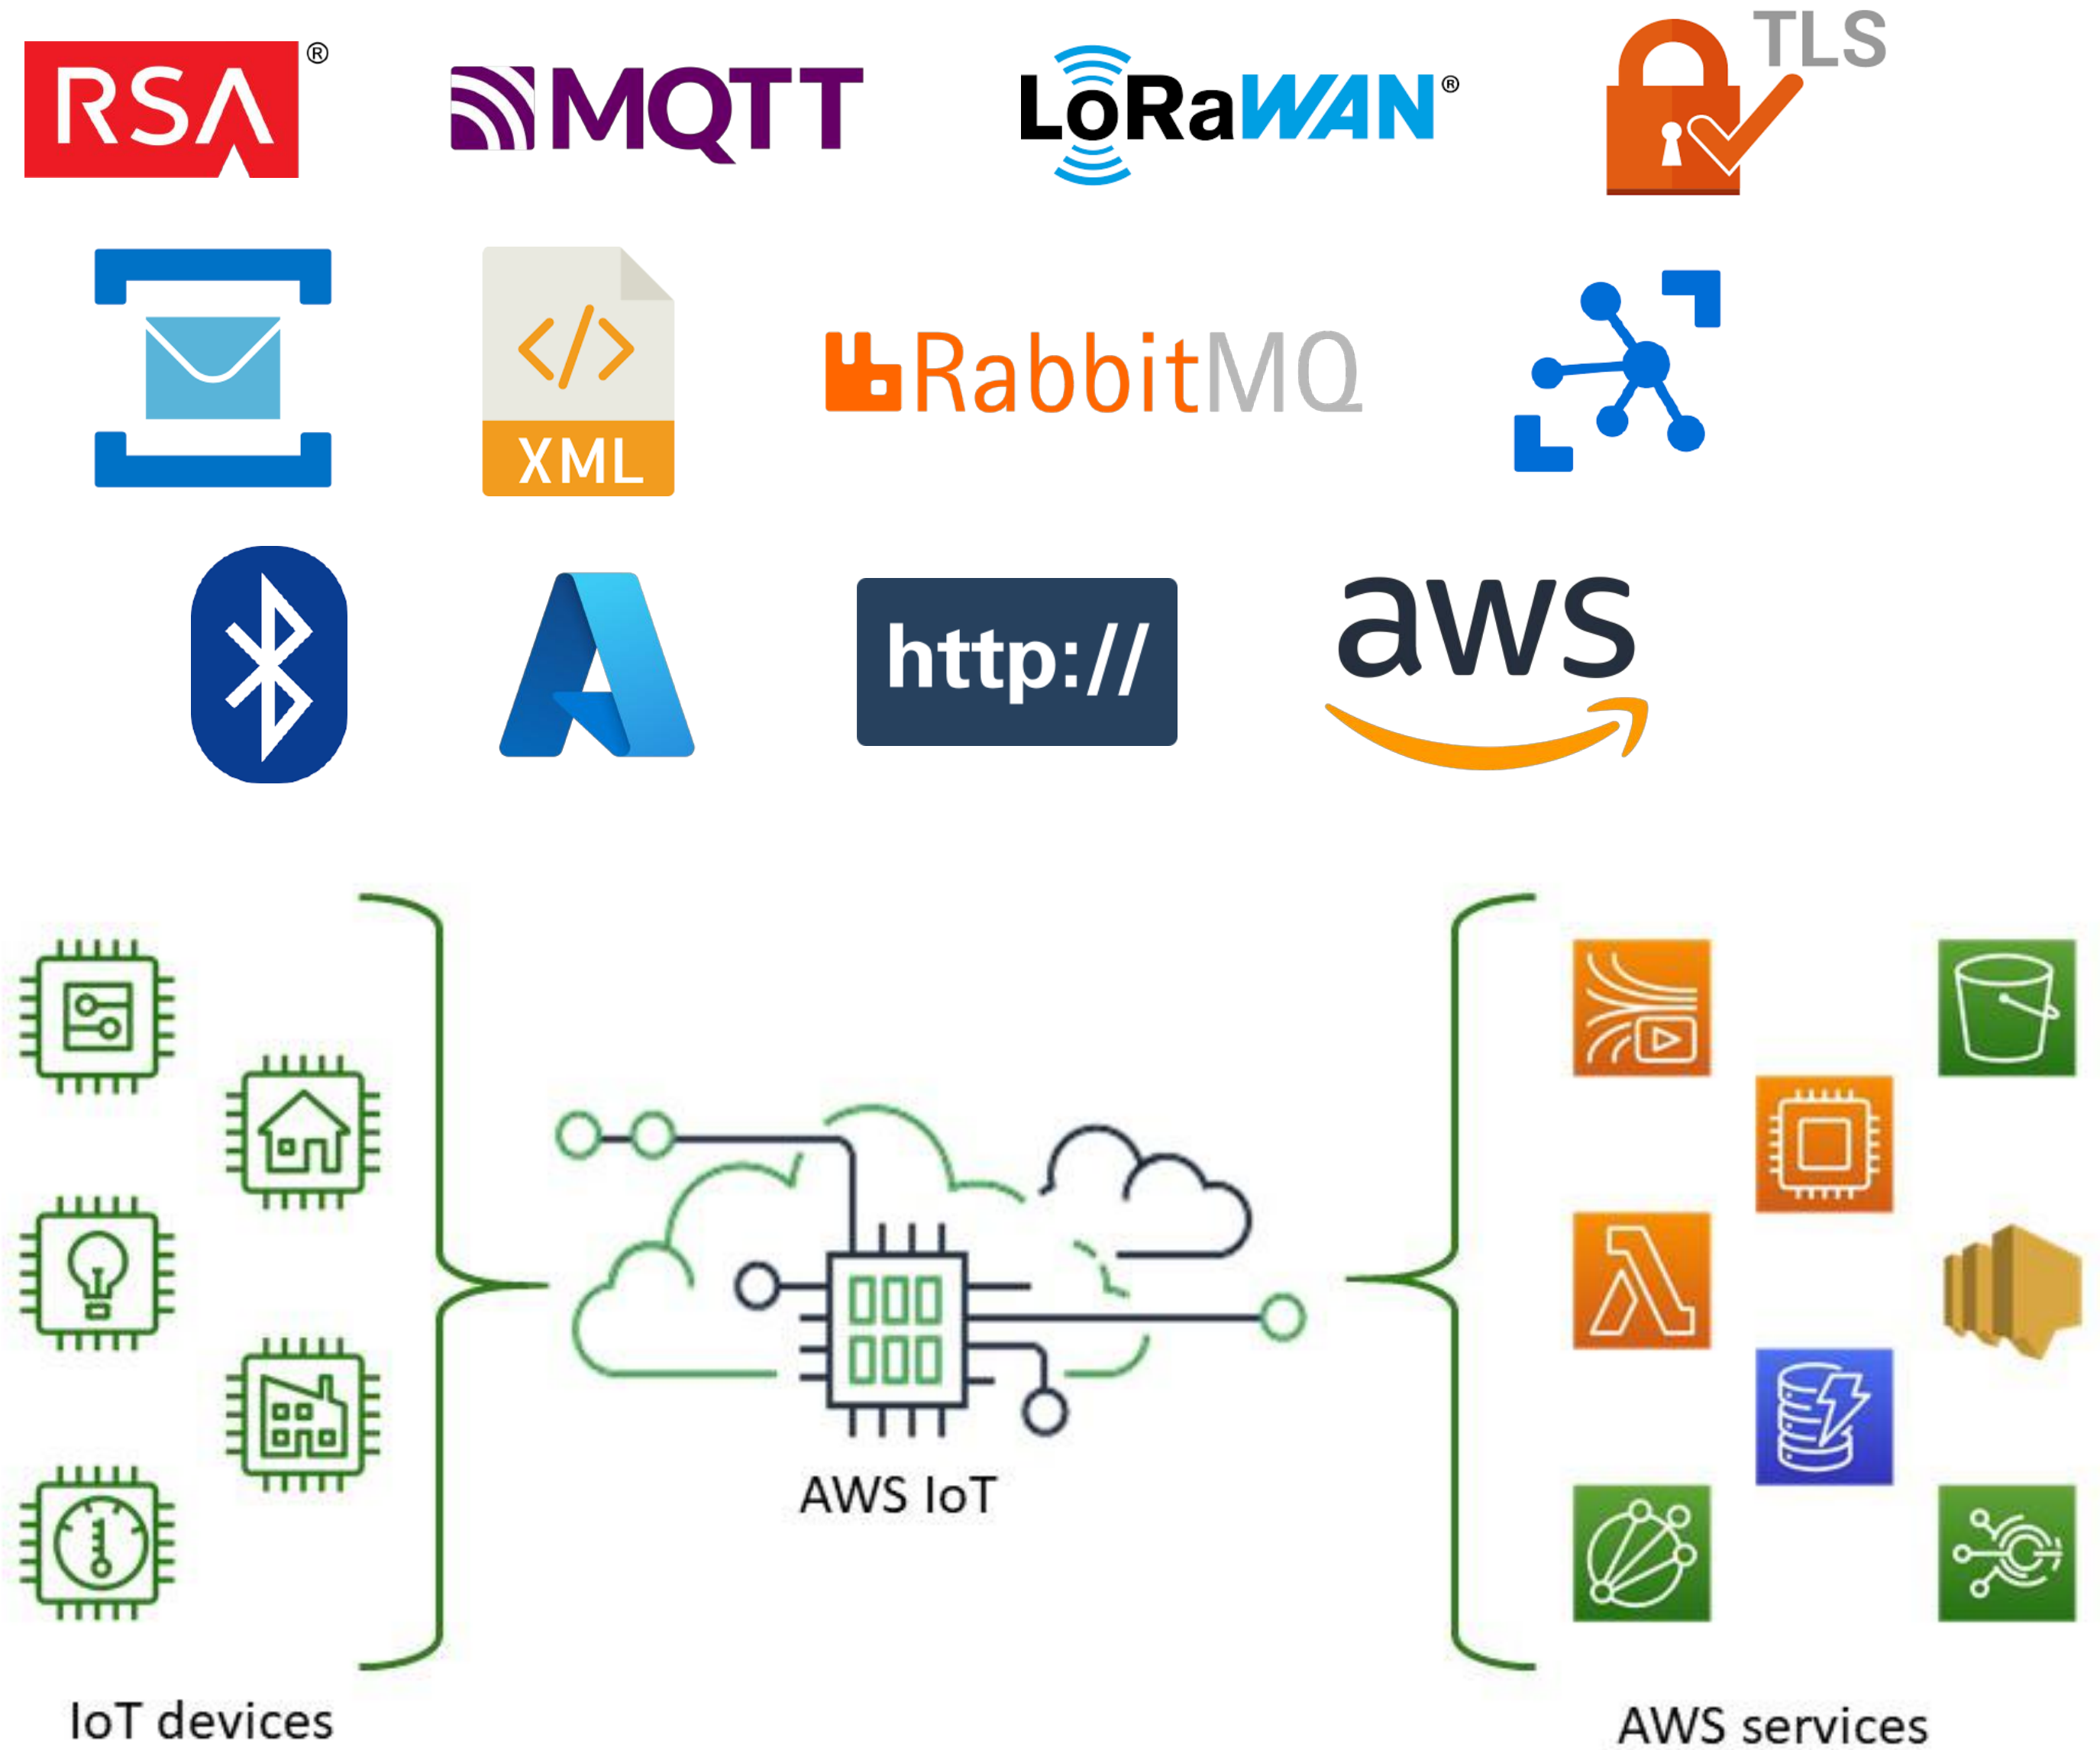 RSA ®
MQTT
LoRaWAN ®
TLS
XML
RabbitMQ
http://
aws
AWS IoT
IoT devices
AWS services